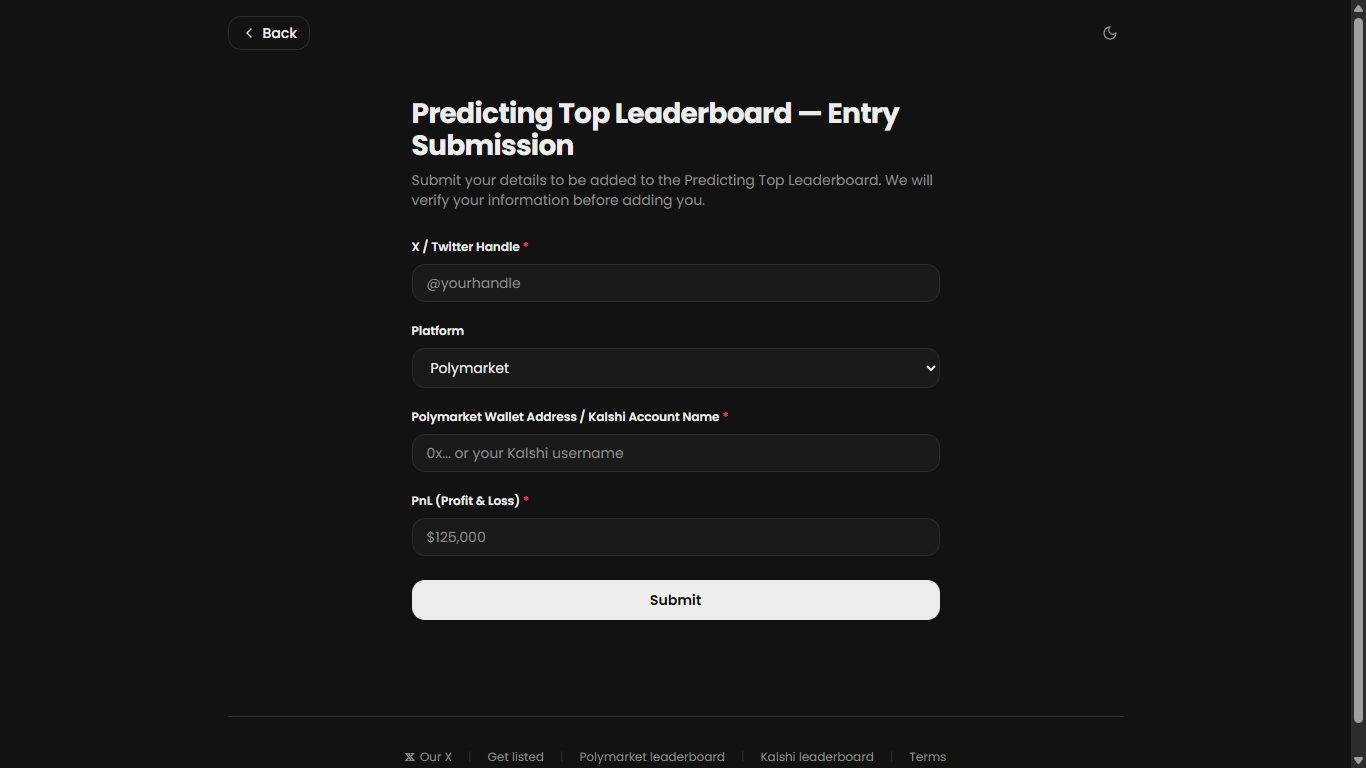 Back
Predicting Top Leaderboard — Entry
Submission
Submit your details to be added to the Predicting Top Leaderboard. We will
verify your information before adding you.
X / Twitter Handle *
@yourhandle
Platform
Polymarket
Polymarket Wallet Address / Kalshi Account Name *
0x... or your Kalshi username
PnL (Profit & Loss) *
$125,000
Submit
Our X | Get listed | Polymarket leaderboard | Kalshi leaderboard | Terms